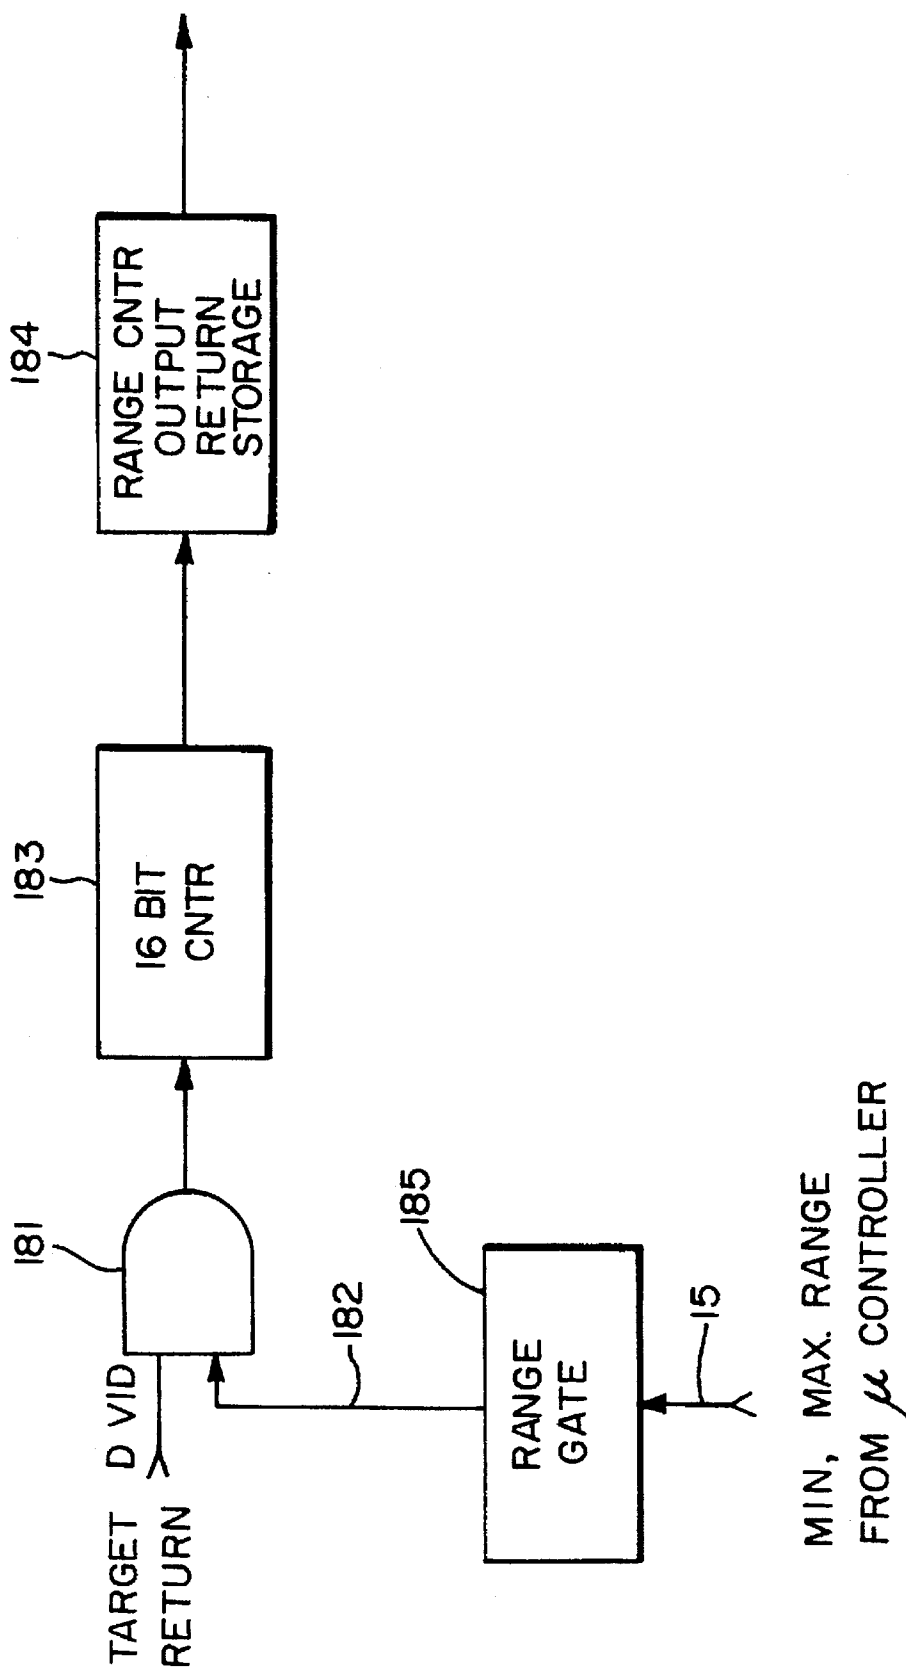 TARGET D VID
RETURN
181
182
16 BIT
CNTR
183
RANGE CNTR
OUTPUT
RETURN
STORAGE
184
RANGE
GATE
185
15
MIN, MAX. RANGE
FROM μ CONTROLLER